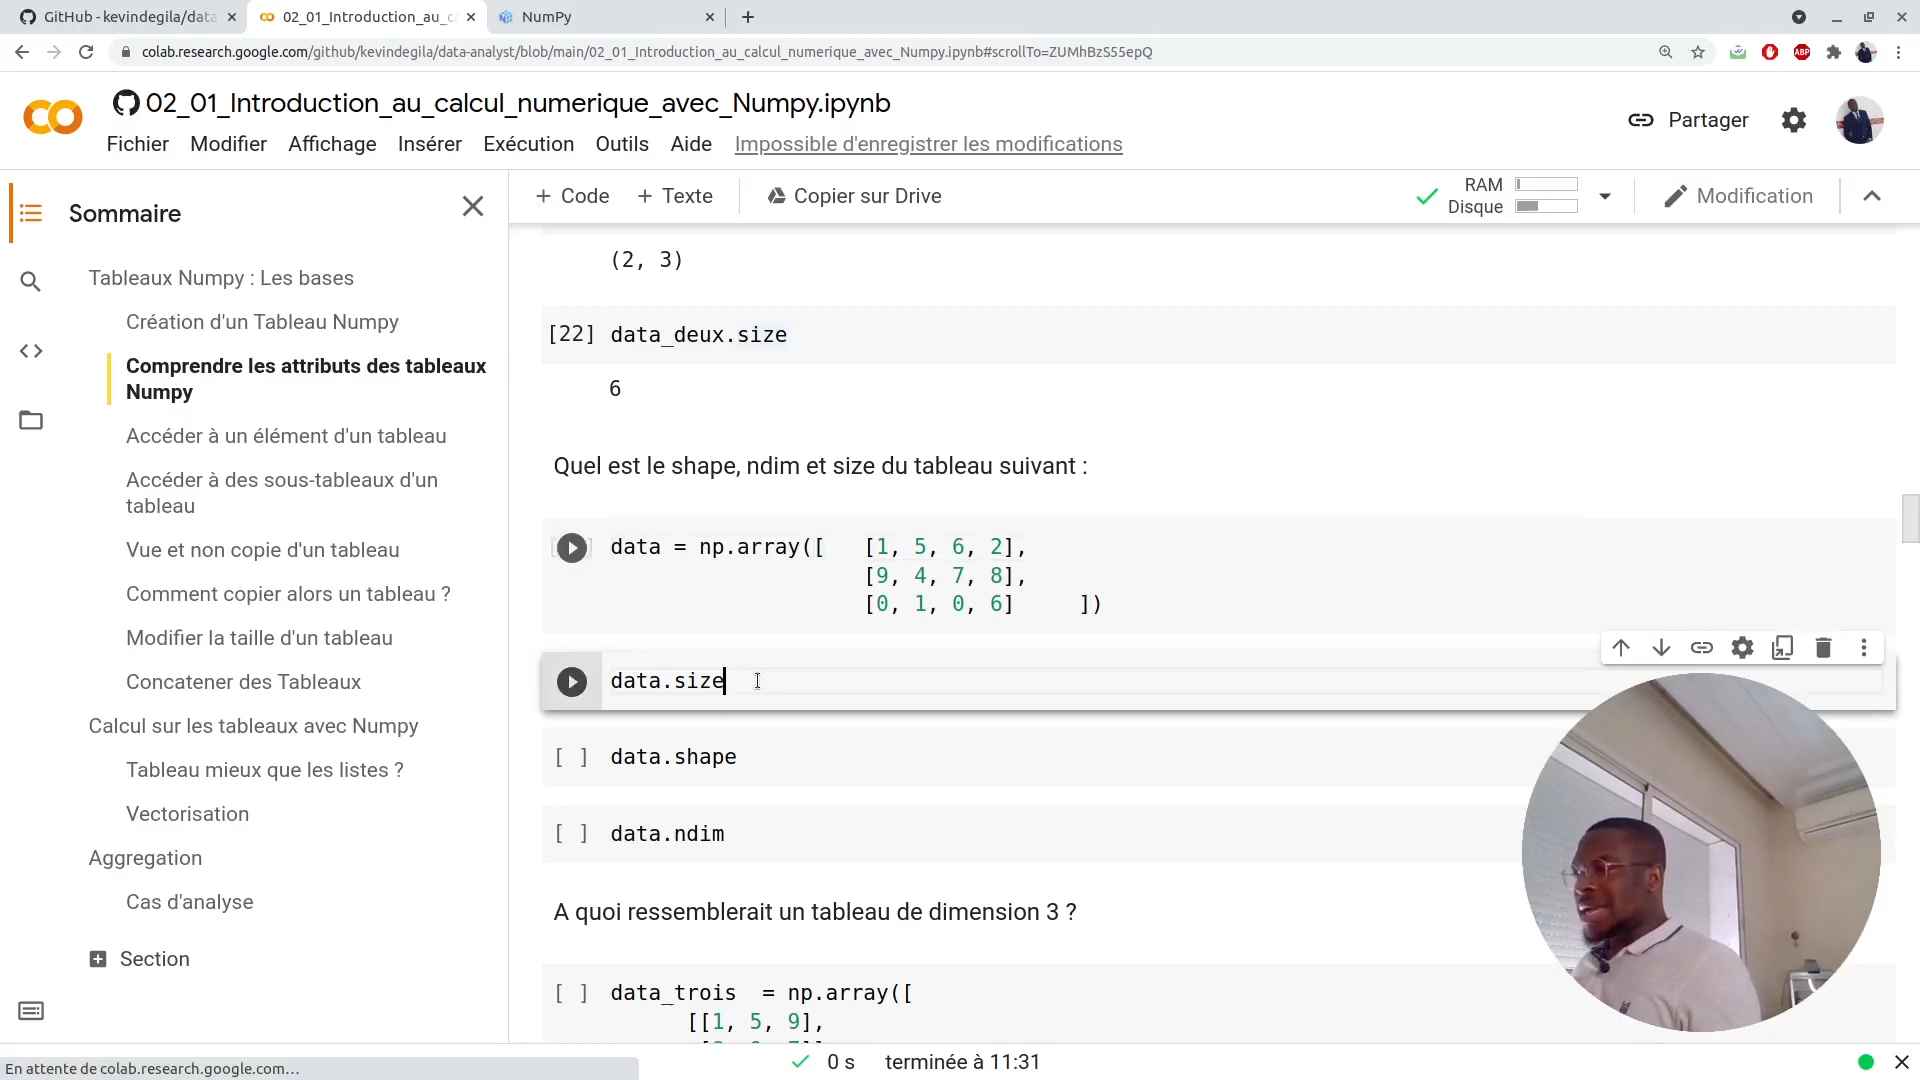 GitHub - kevindegila/data
02_01_Introduction_au_c
NumPy
colab.research.google.com/github/kevindegila/data-analyst/blob/main/02_01_Introduction_au_calcul_numerique_avec_Numpy.ipynb#scrollTo=ZUMhBzS55epQ
ABP
02_01_Introduction_au_calcul_numerique_avec_Numpy.ipynb
Partager
Fichier Modifier Affichage Insérer Exécution Outils Aide Impossible d'enregistrer les modifications
Sommaire
+ Code + Texte Copier sur Drive
RAM
Disque
Modification
Tableaux Numpy : Les bases
Création d'un Tableau Numpy
Comprendre les attributs des tableaux
Numpy
Accéder à un élément d'un tableau
Accéder à des sous-tableaux d'un
tableau
Vue et non copie d'un tableau
Comment copier alors un tableau ?
Modifier la taille d'un tableau
Concatener des Tableaux
Calcul sur les tableaux avec Numpy
Tableau mieux que les listes ?
Vectorisation
Aggregation
Cas d'analyse
Section
(2, 3)
[22] data_deux.size
6
Quel est le shape, ndim et size du tableau suivant :
data = np.array([ [1, 5, 6, 2],
[9, 4, 7, 8],
[0, 1, 0, 6] ])
data.size
[ ] data.shape
[ ] data.ndim
A quoi ressemblerait un tableau de dimension 3 ?
[ ] data_trois = np.array([
[[1, 5, 9],
En attente de colab.research.google.com…
0 s terminée à 11:31